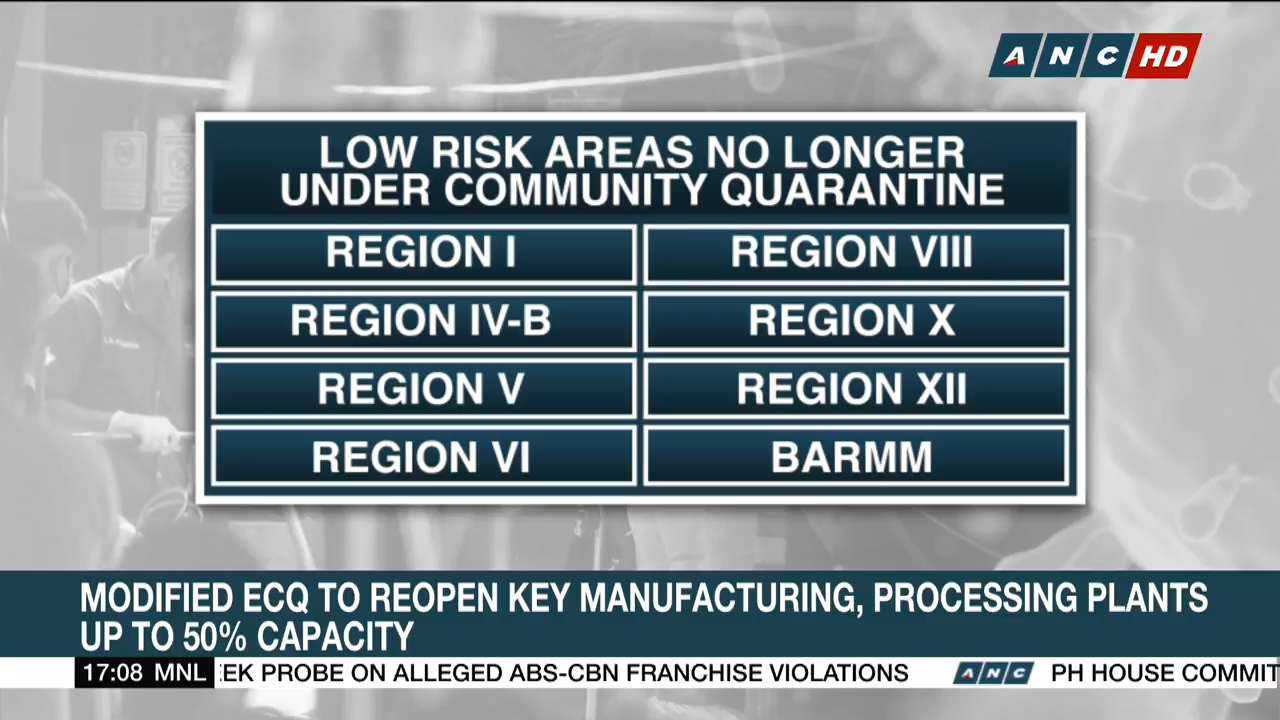 ANC HD
LOW RISK AREAS NO LONGER
UNDER COMMUNITY QUARANTINE
REGION I
REGION VIII
REGION IV-B
REGION X
REGION V
REGION XII
REGION VI
BARMM
MODIFIED ECQ TO REOPEN KEY MANUFACTURING, PROCESSING PLANTS
UP TO 50% CAPACITY
17:08 MNL EK PROBE ON ALLEGED ABS-CBN FRANCHISE VIOLATIONS ANC PH HOUSE COMMIT